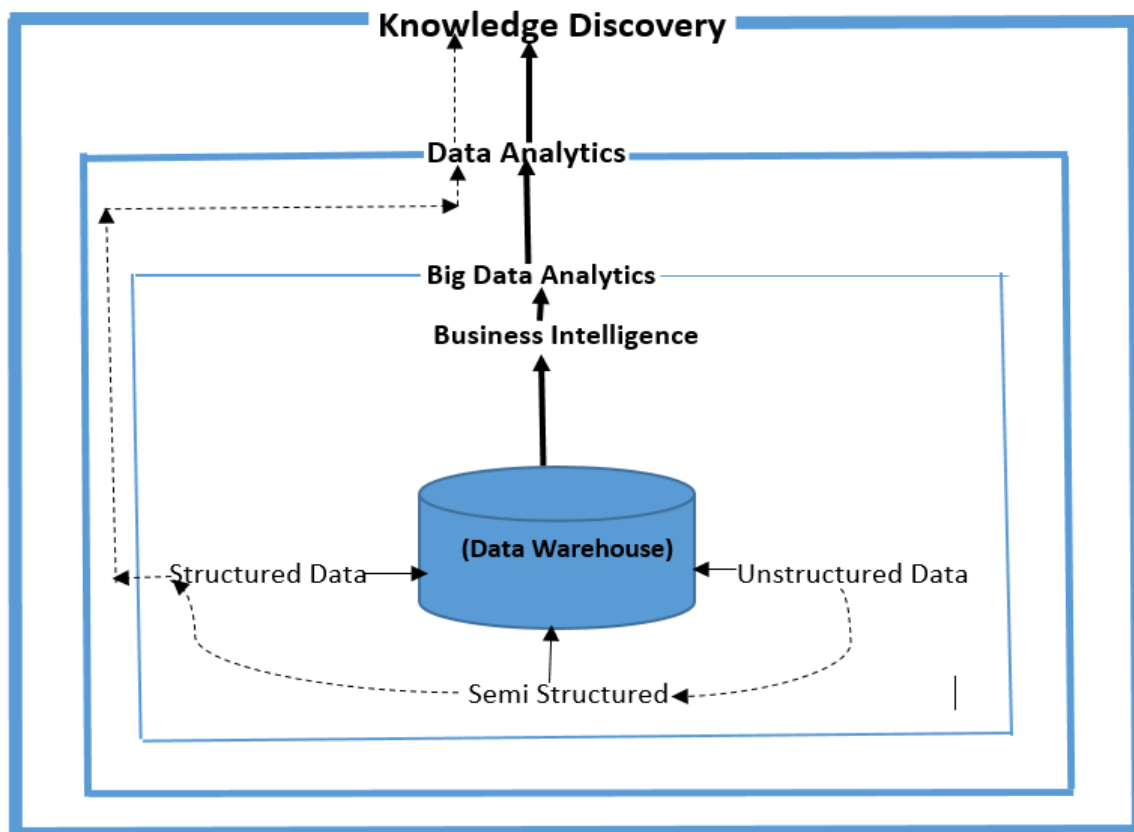 Knowledge Discovery
Data Analytics
Big Data Analytics
Business Intelligence
(Data Warehouse)
Structured Data
Unstructured Data
Semi Structured